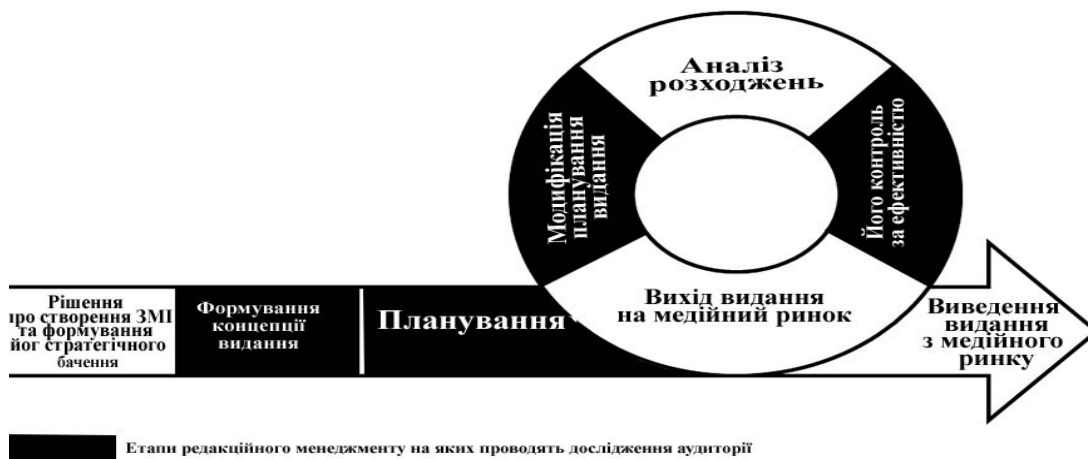 Рішення
про створення ЗМІ
та формування
йог стратегічного
бачення
Формування
концепції
видання
Планування
Модифікація
планування
видання
Аналіз
розходжень
Його контроль
за ефективністю
Вихід видання
на медійний ринок
Виведення
видання
з медійного
ринку
Етапи редакційного менеджменту на яких проводять дослідження аудиторії